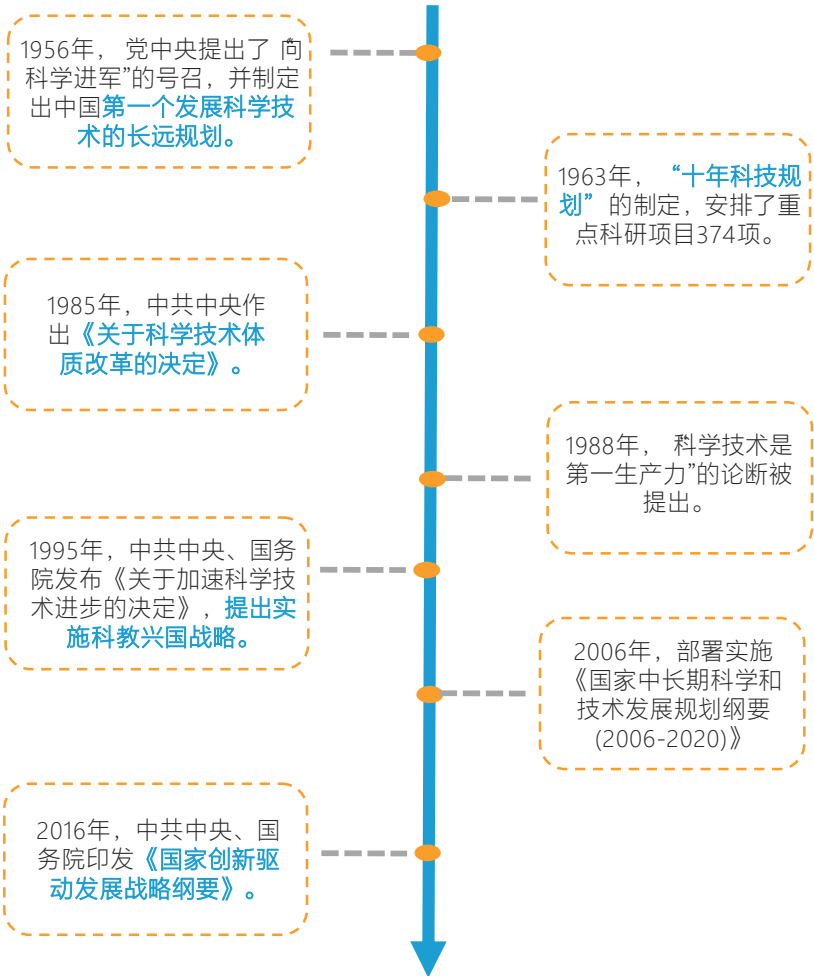 1956年， 党中央提出了“向
科学进军”的号召，并制定
出中国第一个发展科学技
术的长远规划。
1963年， “十年科技规
划” 的制定，安排了重
点科研项目374项。
1985年，中共中央作
出《关于科学技术体
质改革的决定》。
1988年， “科学技术是
第一生产力”的论断被
提出。
1995年，中共中央、国务
院发布《关于加速科学技
术进步的决定》，提出实
施科教兴国战略。
2006年，部署实施
《国家中长期科学和
技术发展规划纲要
(2006-2020)》
2016年，中共中央、国
务院印发《国家创新驱
动发展战略纲要》。